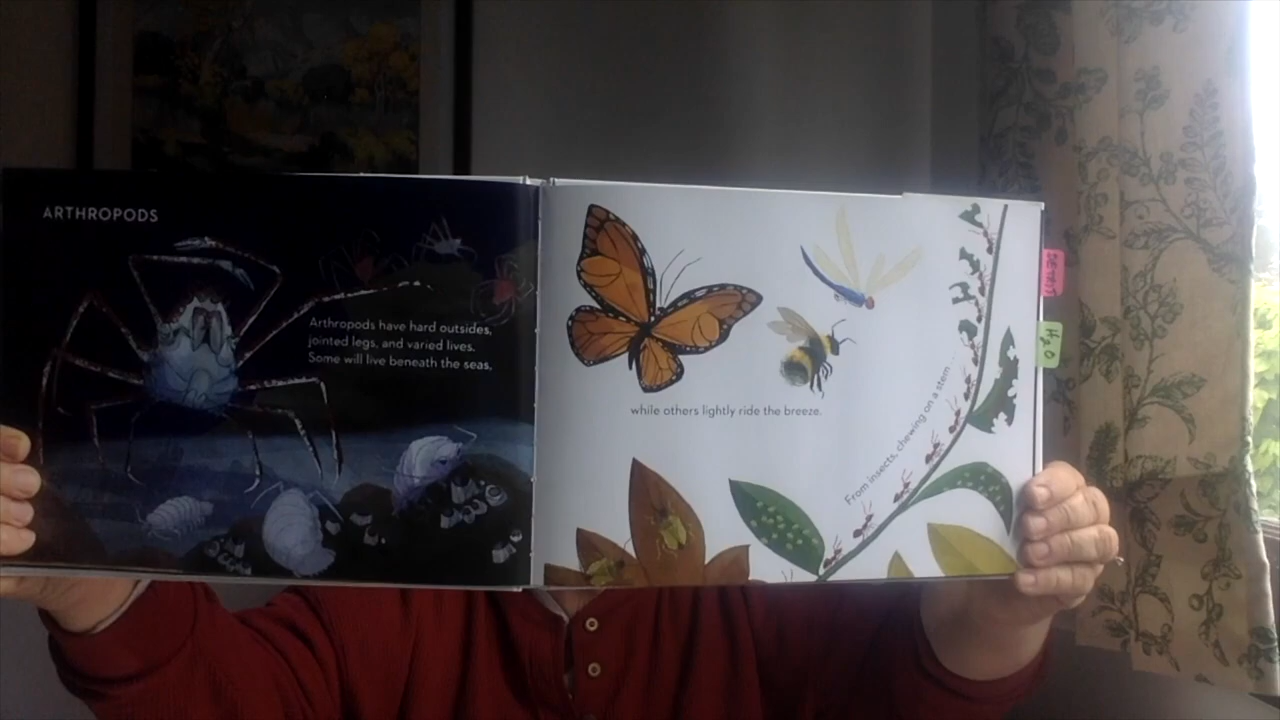 ARTHROPODS
Arthropods have hard outsides,
jointed legs, and varied lives.
Some will live beneath the seas,
while others lightly ride the breeze.
From insects, chewing on a stem
H₂O